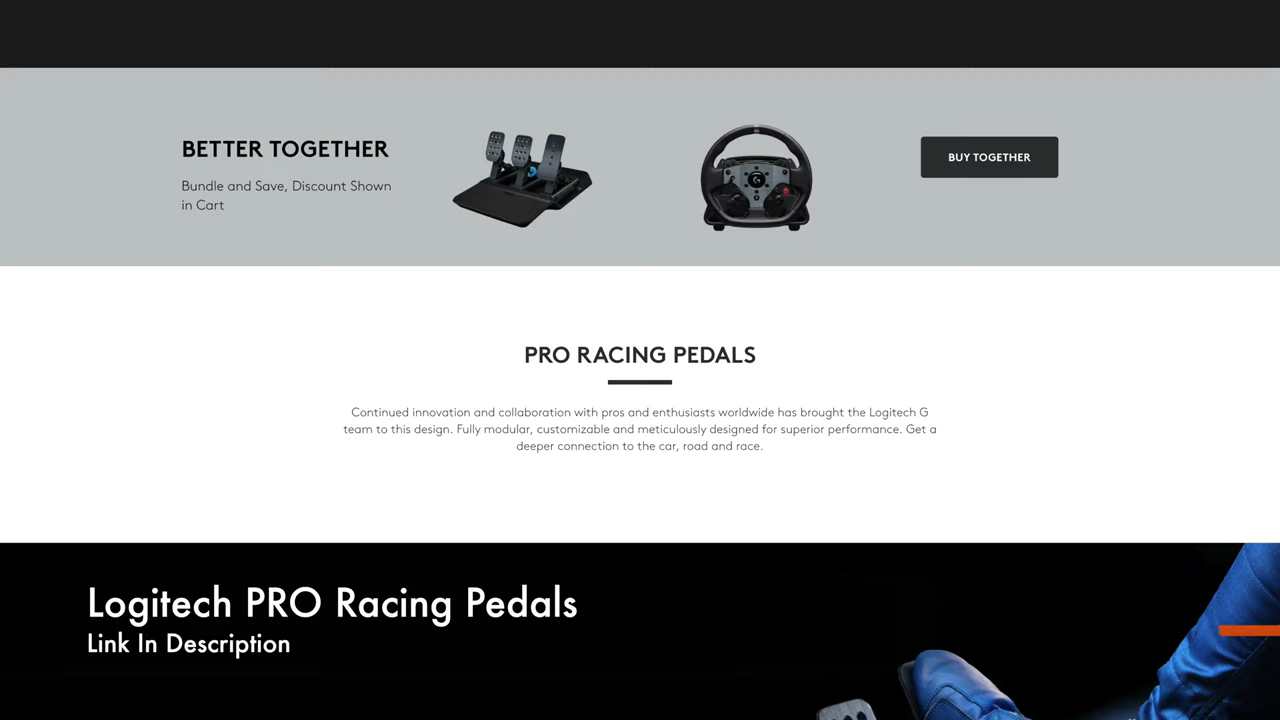 BETTER TOGETHER
Bundle and Save, Discount Shown
in Cart
BUY TOGETHER
PRO RACING PEDALS
Continued innovation and collaboration with pros and enthusiasts worldwide has brought the Logitech G
team to this design. Fully modular, customizable and meticulously designed for superior performance. Get a
deeper connection to the car, road and race.
Logitech PRO Racing Pedals
Link In Description